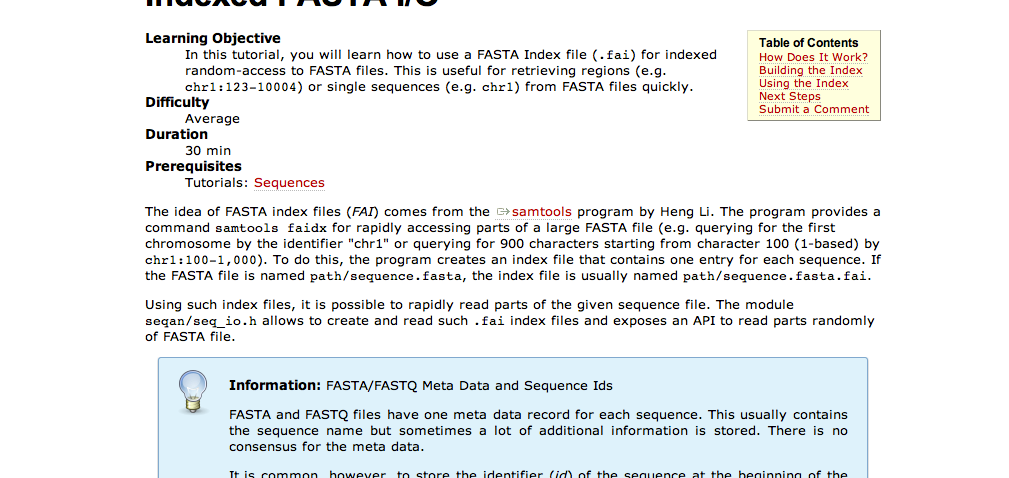 Indexed FASTA I/O
Learning Objective
In this tutorial, you will learn how to use a FASTA Index file (.fai) for indexed
random-access to FASTA files. This is useful for retrieving regions (e.g.
chr1:123-10004) or single sequences (e.g. chr1) from FASTA files quickly.
Difficulty
Average
Duration
30 min
Prerequisites
Tutorials: Sequences
Table of Contents
How Does It Work?
Building the Index
Using the Index
Next Steps
Submit a Comment
The idea of FASTA index files (FAI) comes from the samtools program by Heng Li. The program provides a
command samtools faidx for rapidly accessing parts of a large FASTA file (e.g. querying for the first
chromosome by the identifier "chr1" or querying for 900 characters starting from character 100 (1-based) by
chr1:100-1,000). To do this, the program creates an index file that contains one entry for each sequence. If
the FASTA file is named path/sequence.fasta, the index file is usually named path/sequence.fasta.fai.
Using such index files, it is possible to rapidly read parts of the given sequence file. The module
seqan/seq_io.h allows to create and read such .fai index files and exposes an API to read parts randomly
of FASTA file.
Information: FASTA/FASTQ Meta Data and Sequence Ids
FASTA and FASTQ files have one meta data record for each sequence. This usually contains
the sequence name but sometimes a lot of additional information is stored. There is no
consensus for the meta data.
It is common, however, to store the identifier (id) of the sequence at the beginning of the